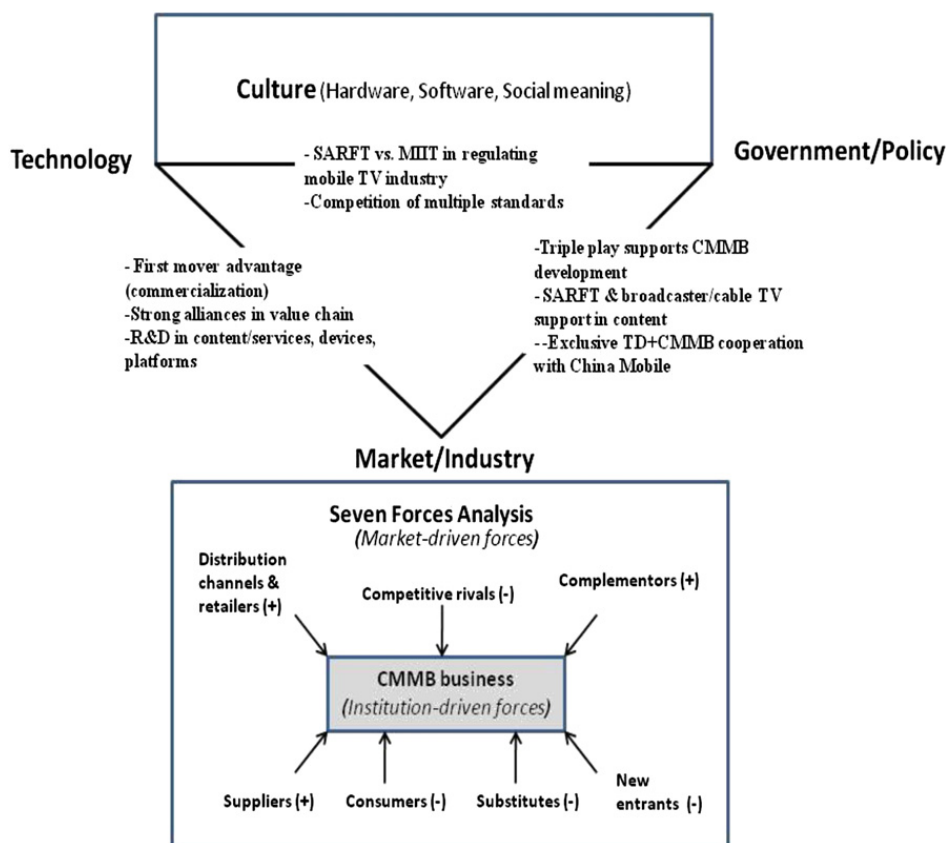 Culture (Hardware, Software, Social meaning)
Technology
Government/Policy
- SARFT vs. MIIT in regulating
mobile TV industry
-Competition of multiple standards
- First mover advantage
(commercialization)
-Strong alliances in value chain
-R&D in content/services, devices,
platforms
-Triple play supports CMMB
development
-SARFT & broadcaster/cable TV
support in content
--Exclusive TD+CMMB cooperation
with China Mobile
Market/Industry
Seven Forces Analysis
(Market-driven forces)
Distribution
channels &
retailers (+)
Competitive rivals (-)
Complementors (+)
CMMB business
(Institution-driven forces)
Suppliers (+)
Consumers (-)
Substitutes (-)
New
entrants (-)